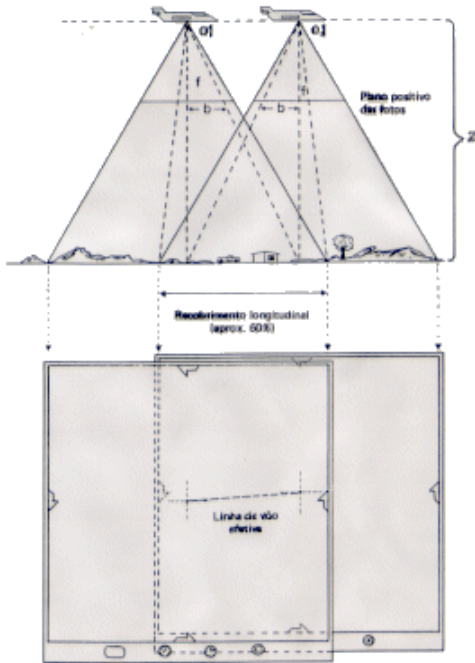 O₁
O₂
f
f
b
b
Plano positivo
das fotos
Z
Recobrimento longitudinal
(aprox. 60%)
Linha de vôo
efetiva